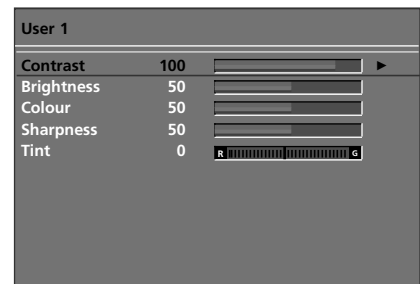 User 1
Contrast 100
Brightness 50
Colour 50
Sharpness 50
Tint 0 R G